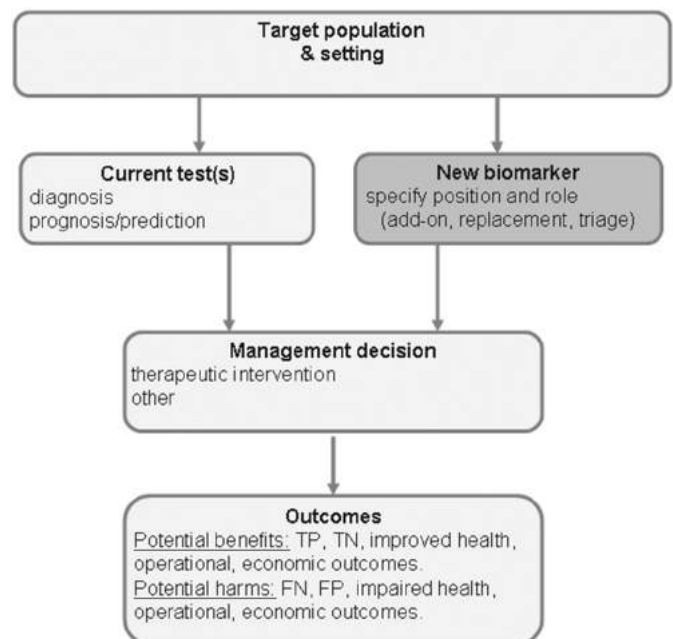 Target population
& setting
Current test(s)
diagnosis
prognosis/prediction
New biomarker
specify position and role
(add-on, replacement, triage)
Management decision
therapeutic intervention
other
Outcomes
Potential benefits: TP, TN, improved health,
operational, economic outcomes.
Potential harms: FN, FP, impaired health,
operational, economic outcomes.